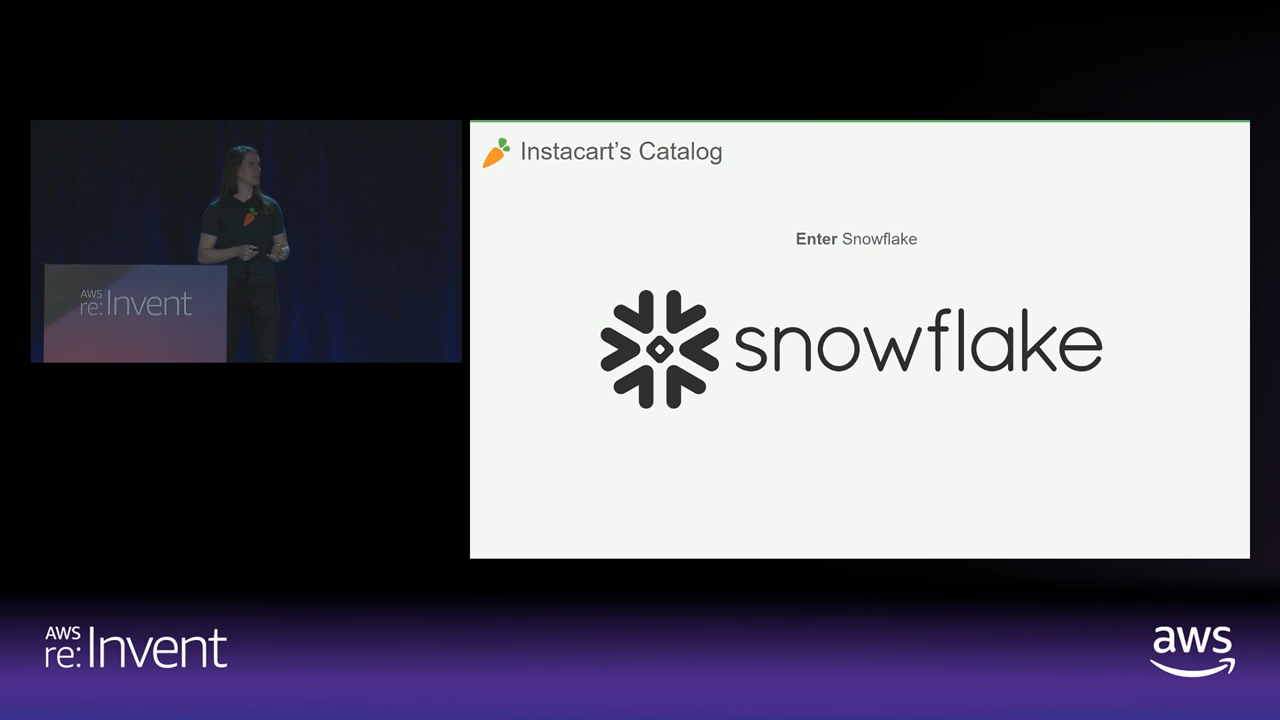 Instacart's Catalog
Enter Snowflake
snowflake
AWS
re:Invent
AWS
re:Invent
aws